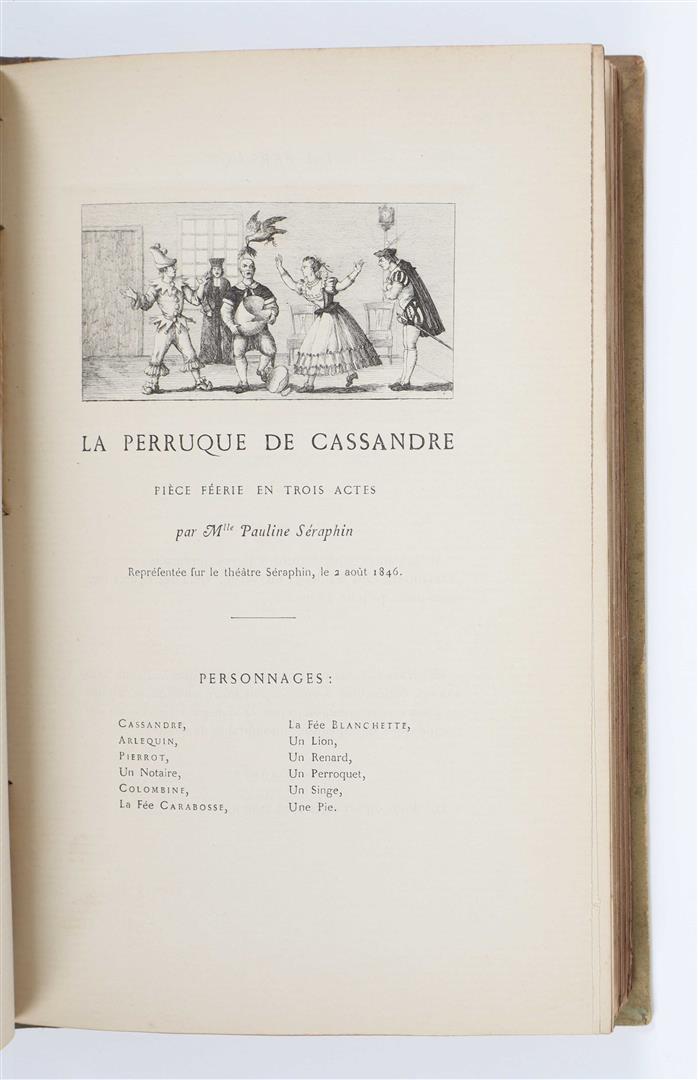 LA PERRUQUE DE CASSANDRE
PIÈCE FÉERIE EN TROIS ACTES
par Mlle Pauline Séraphin
Repréſentée ſur le théâtre Séraphin, le 2 août 1846.
PERSONNAGES :
CASSANDRE,
ARLEQUIN,
PIERROT,
Un Notaire,
COLOMBINE,
La Fée CARABOSSE,
La Fée BLANCHETTE,
Un Lion,
Un Renard,
Un Perroquet,
Un Singe,
Une Pie.